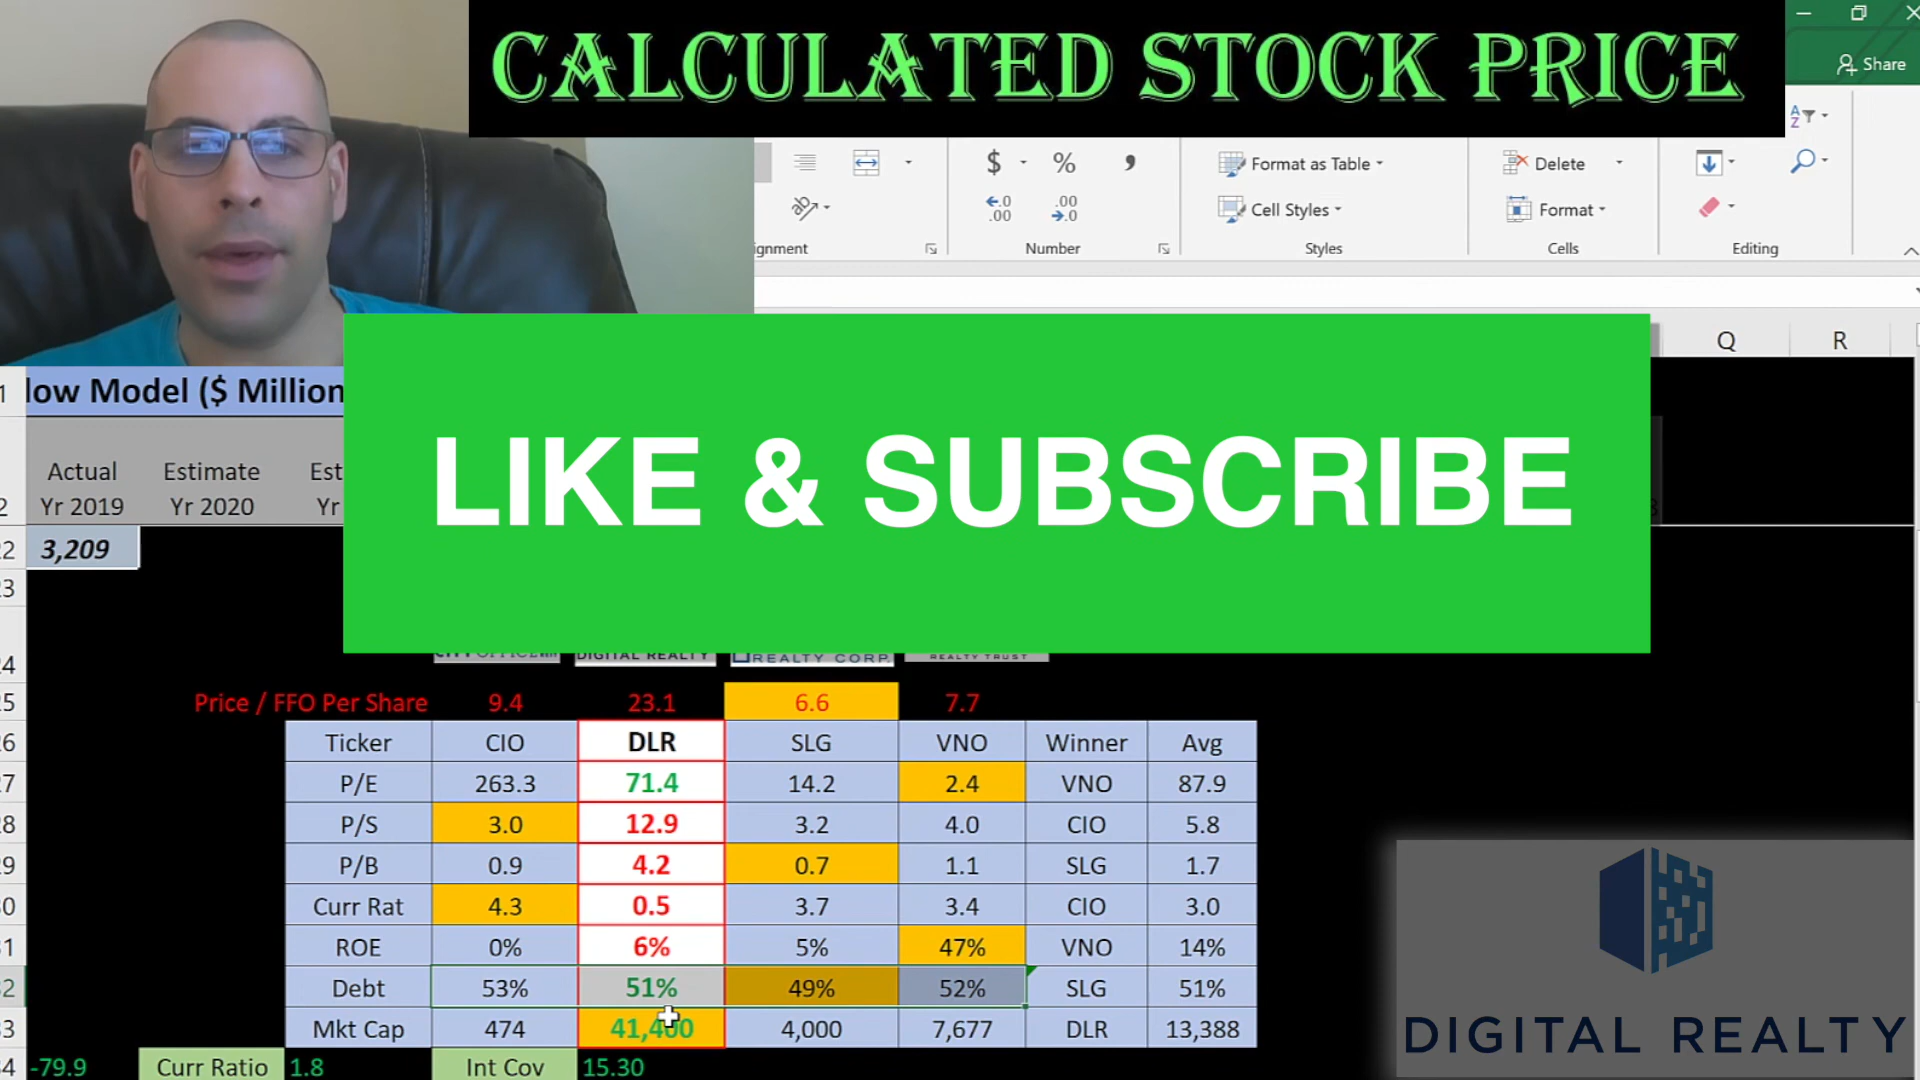 CALCULATED STOCK PRICE
Share
$ % ,
Format as Table
Delete
Cell Styles
Format
Number
Styles
Cells
Editing
Q R
low Model ($ Million
Actual Estimate
Yr 2019 Yr 2020 Yr
3,209
LIKE & SUBSCRIBE
DIGITAL REALTY REALTY CORP. REALTY TRUST
Price / FFO Per Share 9.4 23.1 6.6 7.7
Ticker CIO DLR SLG VNO Winner Avg
P/E 263.3 71.4 14.2 2.4 VNO 87.9
P/S 3.0 12.9 3.2 4.0 CIO 5.8
P/B 0.9 4.2 0.7 1.1 SLG 1.7
Curr Rat 4.3 0.5 3.7 3.4 CIO 3.0
ROE 0% 6% 5% 47% VNO 14%
Debt 53% 51% 49% 52% SLG 51%
Mkt Cap 474 41,400 4,000 7,677 DLR 13,388
-79.9 Curr Ratio 1.8 Int Cov 15.30
DIGITAL REALTY